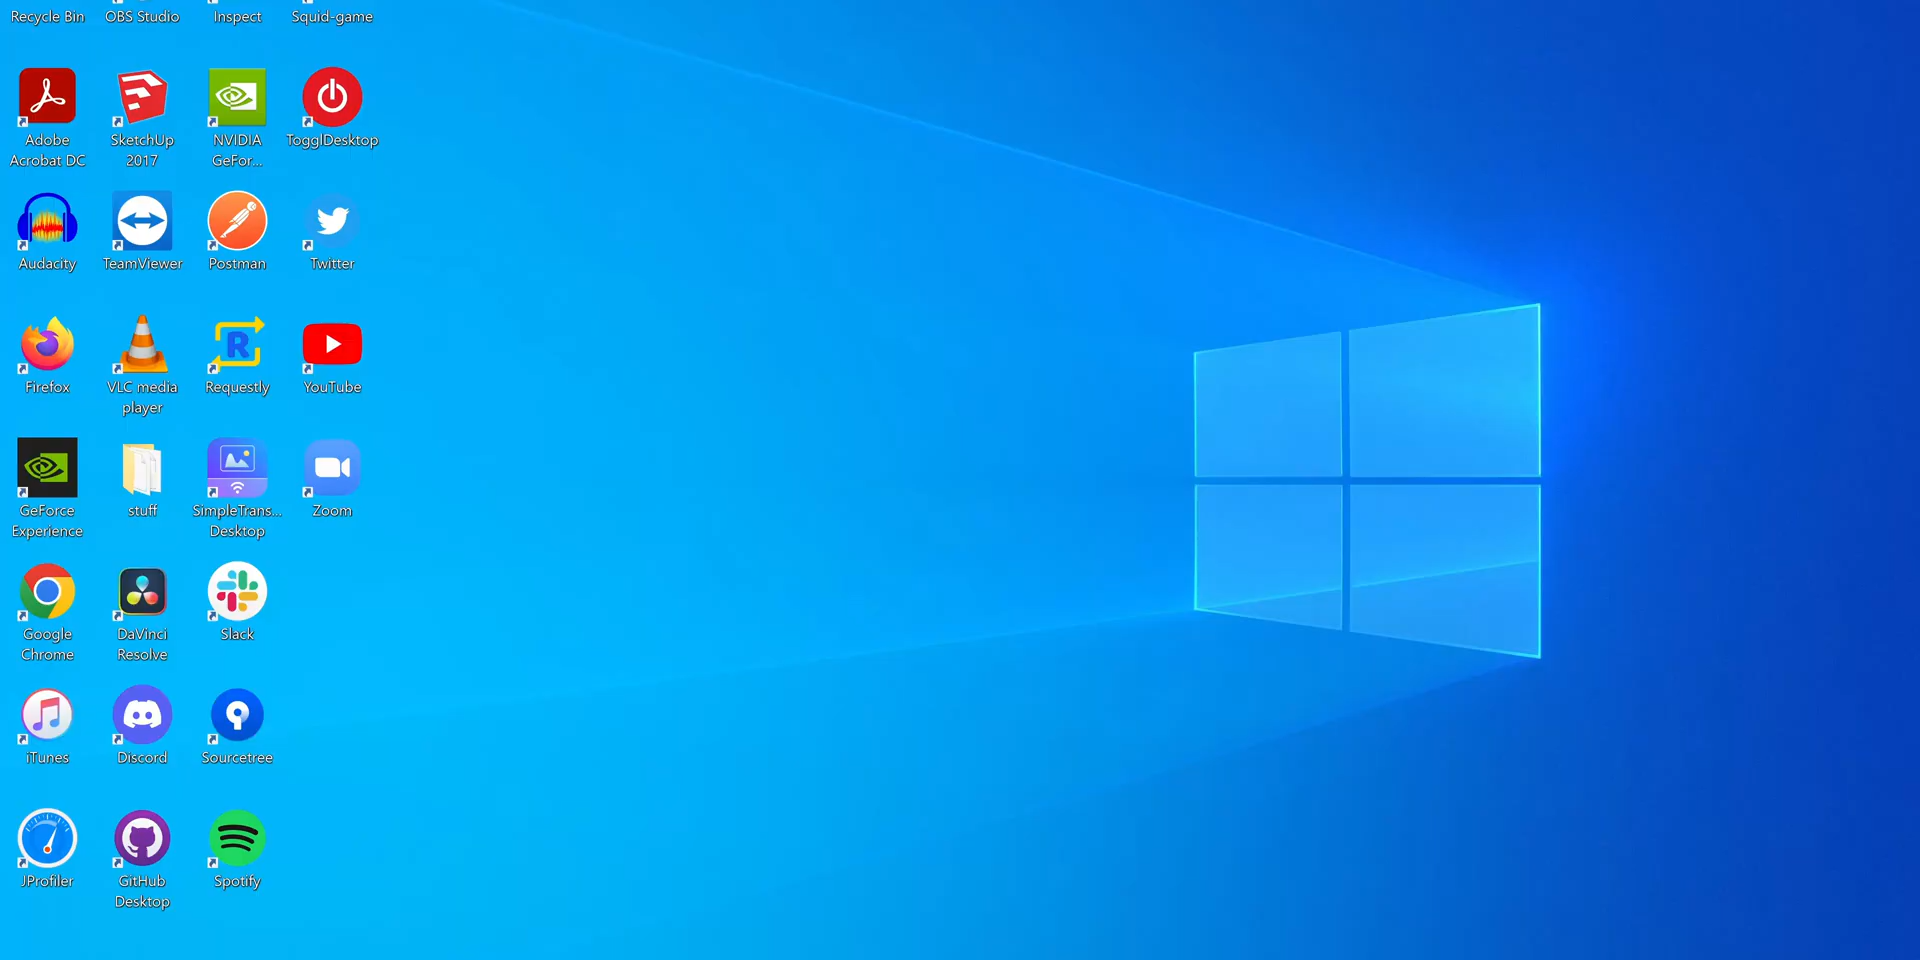 Recycle Bin
OBS Studio
Inspect
Squid-game
Adobe
Acrobat DC
SketchUp
2017
NVIDIA
GeFor...
TogglDesktop
Audacity
TeamViewer
Postman
Twitter
Firefox
VLC media
player
R
Requestly
YouTube
GeForce
Experience
stuff
SimpleTrans...
Desktop
Zoom
Google
Chrome
DaVinci
Resolve
Slack
iTunes
Discord
Sourcetree
JProfiler
GitHub
Desktop
Spotify